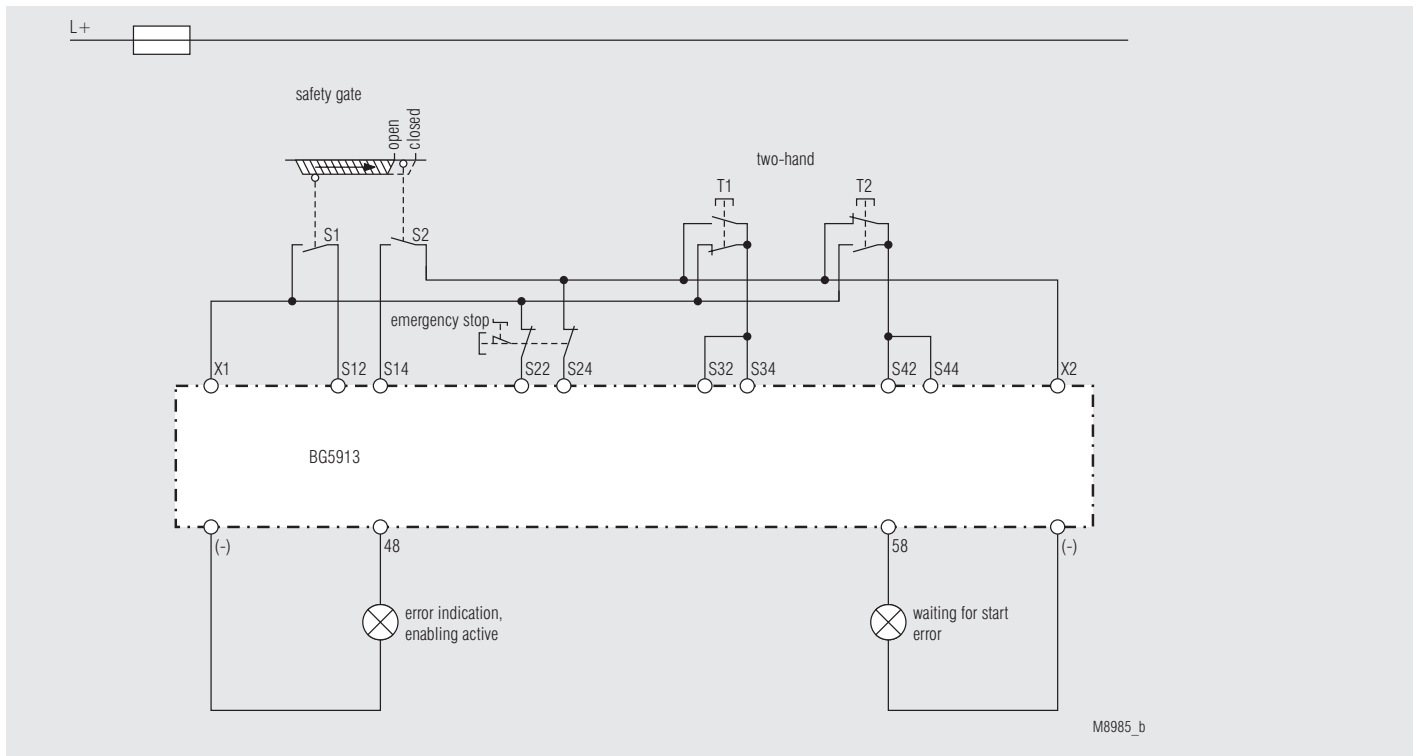 L+
safety gate
open
closed
two-hand
T1
T2
S1
S2
emergency stop
X1
S12
S14
S22
S24
S32
S34
S42
S44
X2
BG5913
(-)
48
58
(-)
error indication,
enabling active
waiting for start
error
M8985_b